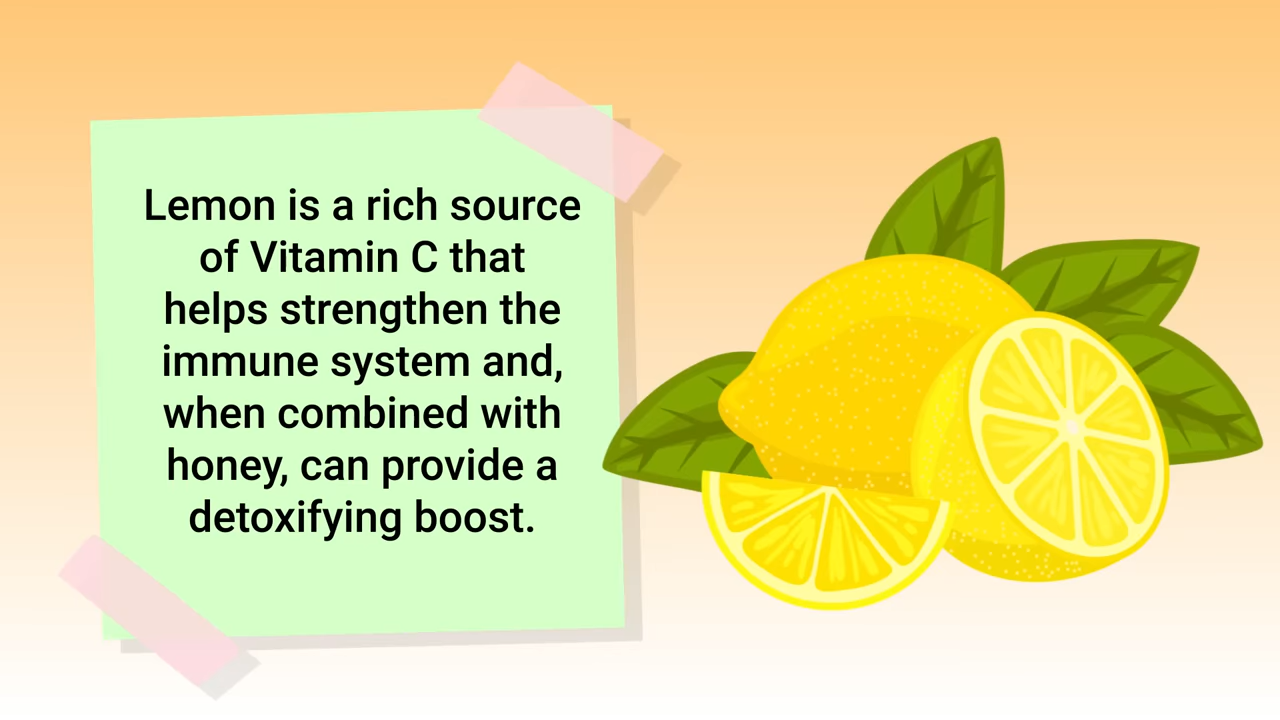 Lemon is a rich source
of Vitamin C that
helps strengthen the
immune system and,
when combined with
honey, can provide a
detoxifying boost.